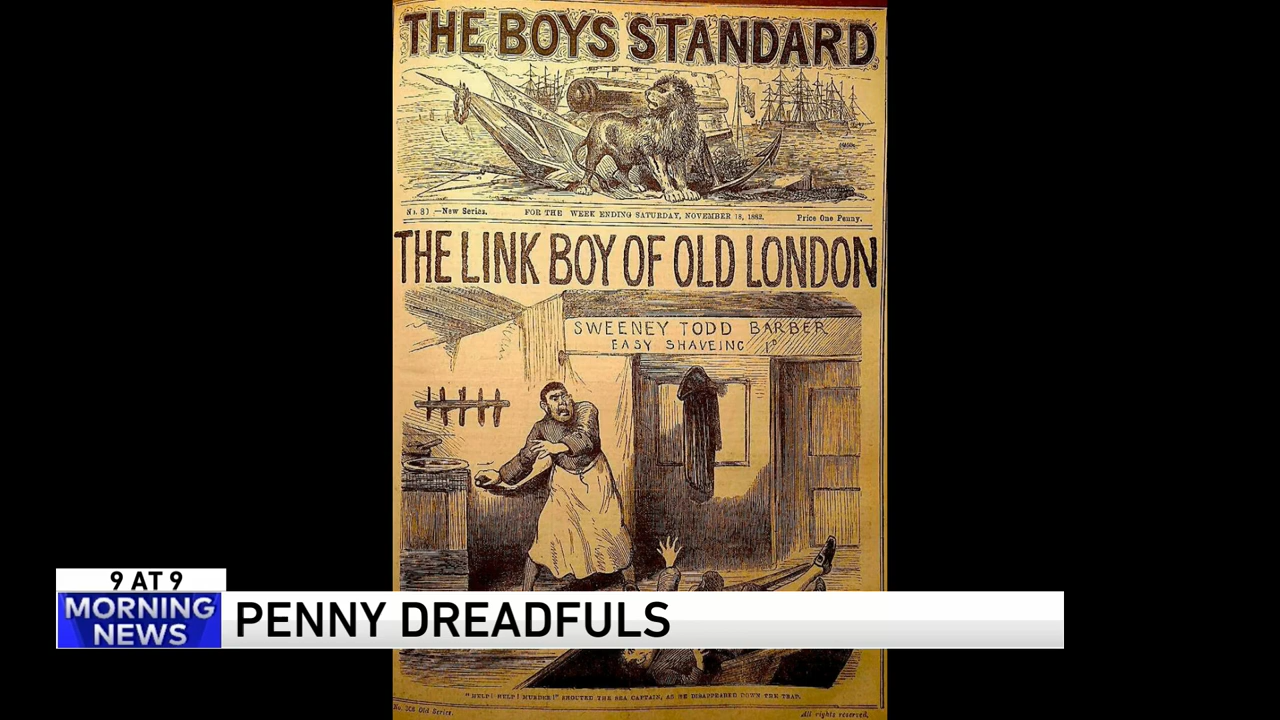 THE BOYS STANDARD
No. 81 —New Series. FOR THE WEEK ENDING SATURDAY, NOVEMBER 18, 1882. Price One Penny.
THE LINK BOY OF OLD LONDON
SWEENEY TODD BARBER
EASY SHAVEING 1D
9 AT 9
MORNING
NEWS
PENNY DREADFULS
"HELP! HELP! MURDER!" SHOUTED THE SEA CAPTAIN, AS HE DISAPPEARED DOWN THE TRAP.
Old Series.
All rights reserved.